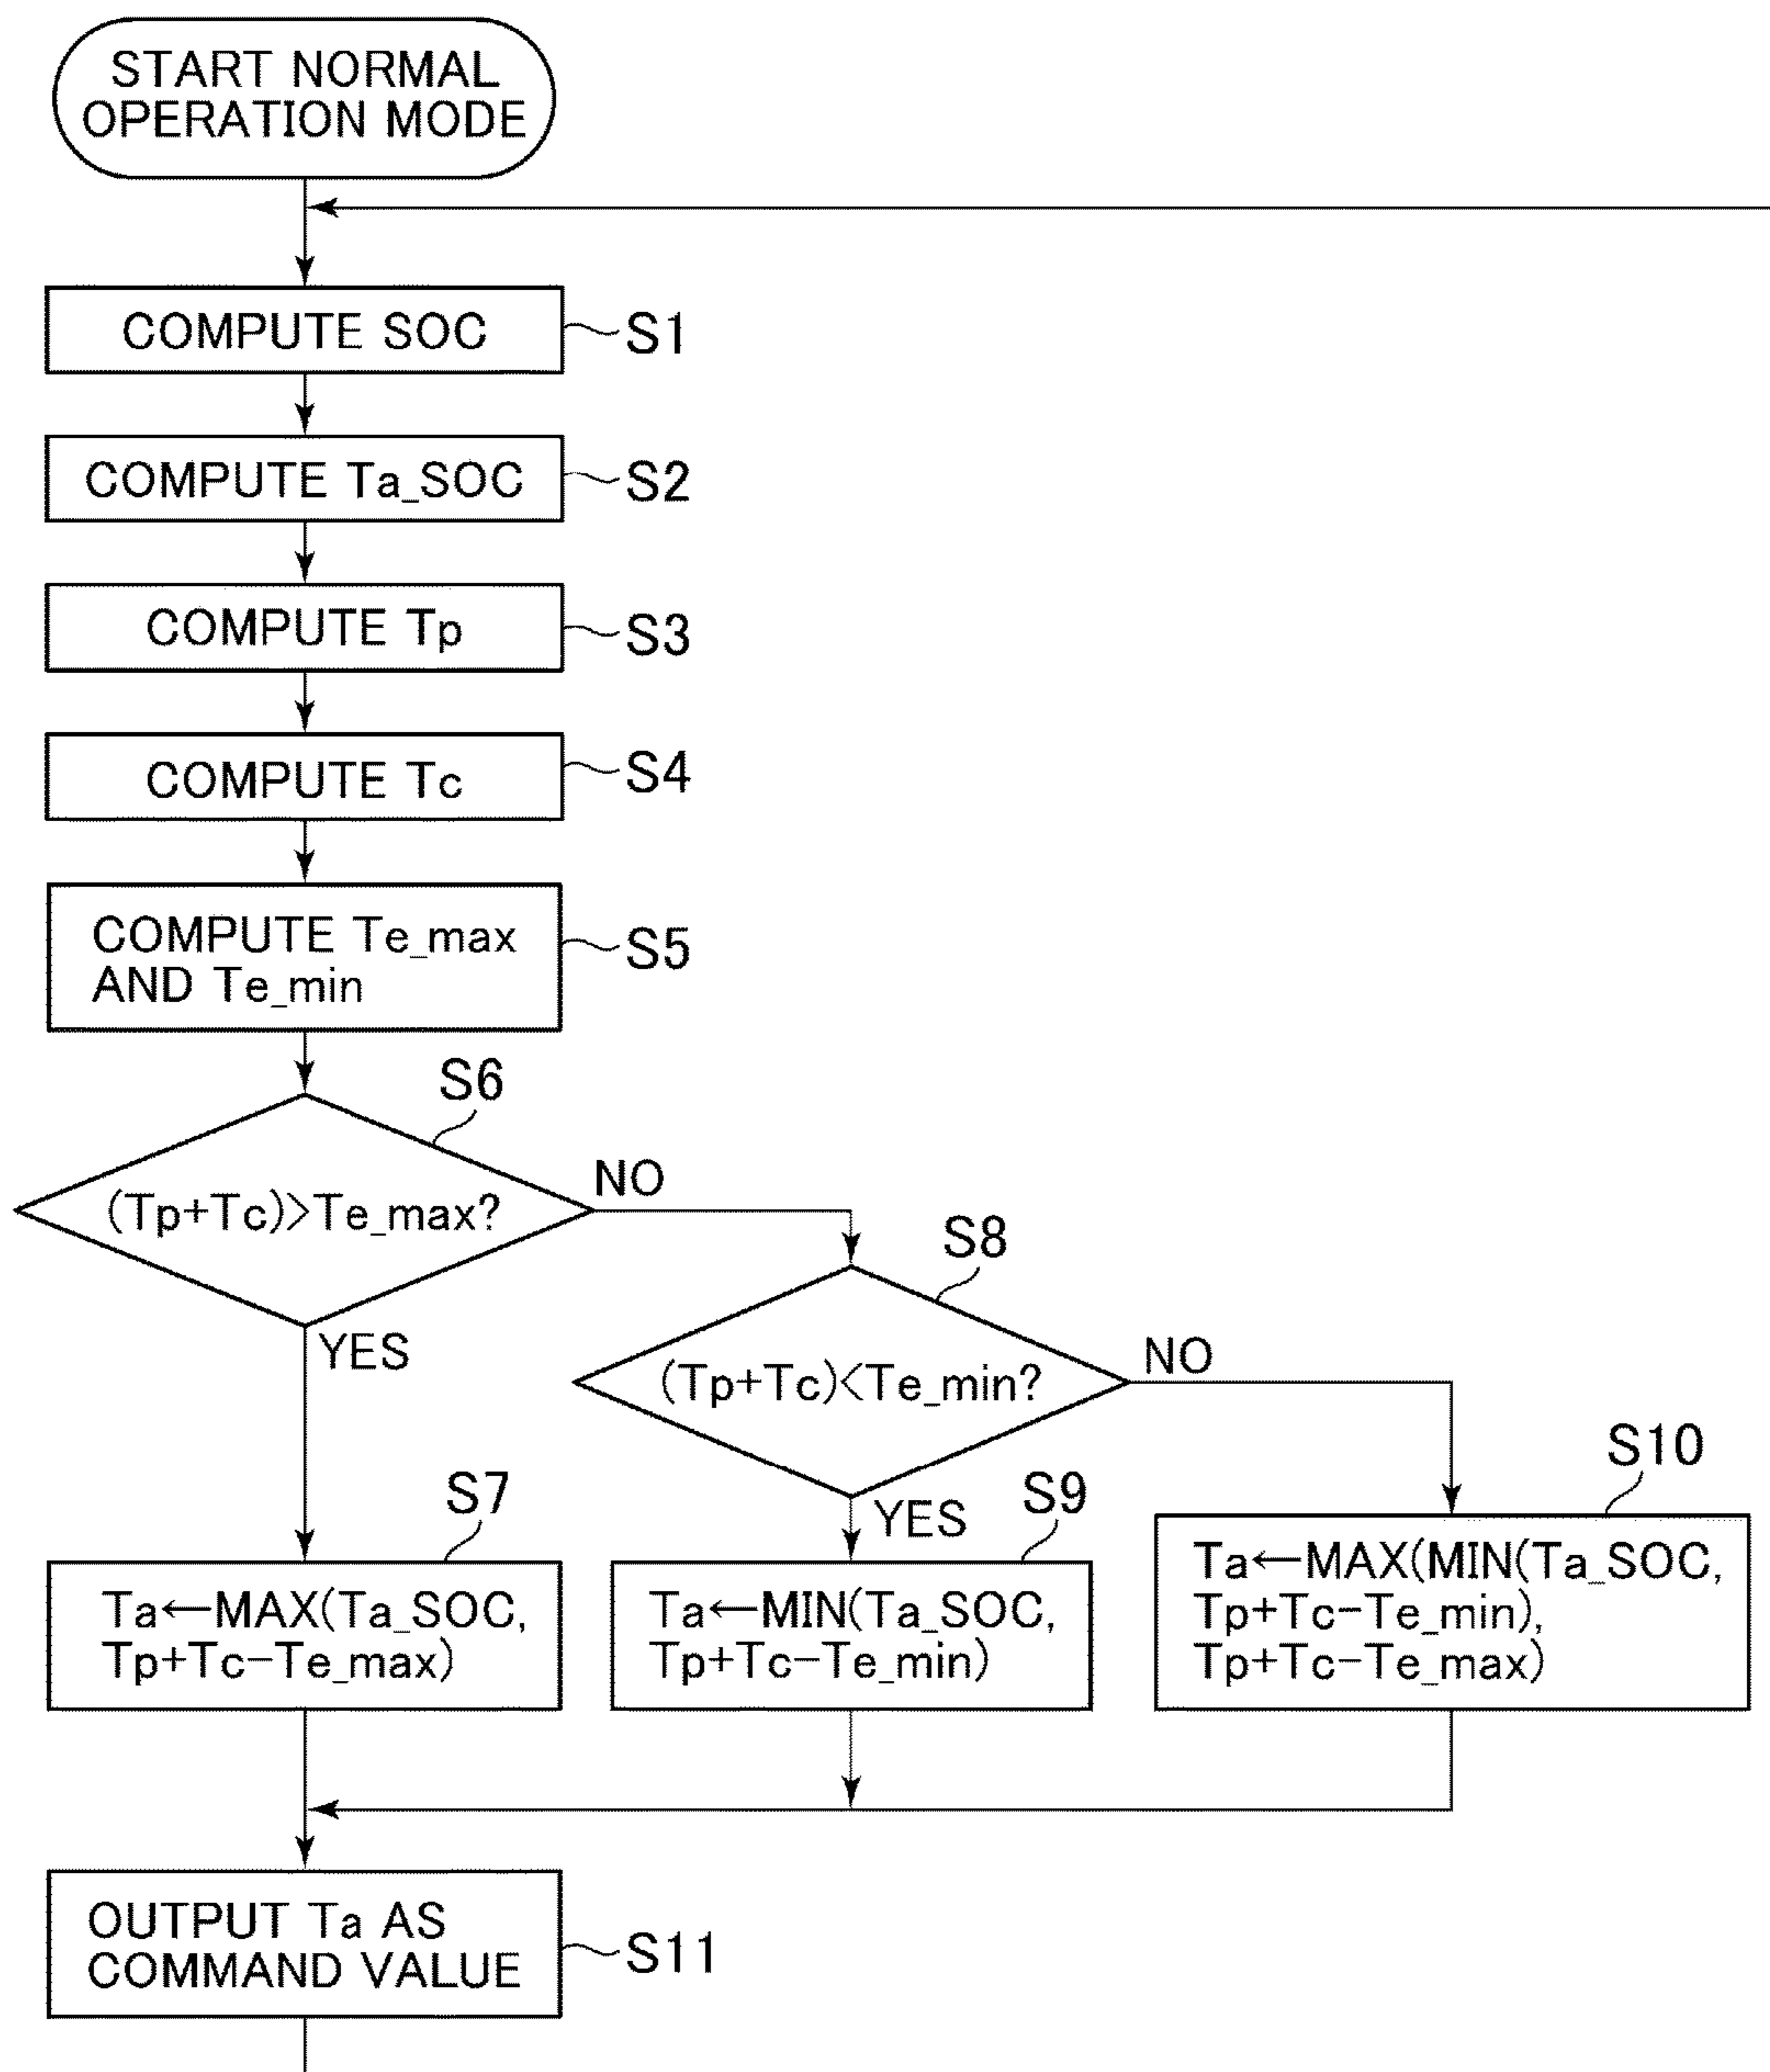 START NORMAL
OPERATION MODE
COMPUTE SOC
S1
COMPUTE Ta_SOC
S2
COMPUTE Tp
S3
COMPUTE Tc
S4
COMPUTE Te_max
AND Te_min
S5
S6
(Tp+Tc)>Te_max?
NO
YES
S8
(Tp+Tc)<Te_min?
NO
YES
S7
Ta←MAX(Ta_SOC,
Tp+Tc-Te_max)
S9
Ta←MIN(Ta_SOC,
Tp+Tc-Te_min)
S10
Ta←MAX(MIN(Ta_SOC,
Tp+Tc-Te_min),
Tp+Tc-Te_max)
OUTPUT Ta AS
COMMAND VALUE
S11